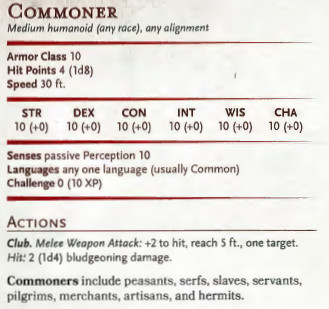 COMMONER
Medium humanoid (any race), any alignment
Armor Class 10
Hit Points 4 (1d8)
Speed 30 ft.
STR DEX CON INT WIS CHA
10 (+0) 10 (+0) 10 (+0) 10 (+0) 10 (+0) 10 (+0)
Senses passive Perception 10
Languages any one language (usually Common)
Challenge 0 (10 XP)
ACTIONS
Club. Melee Weapon Attack: +2 to hit, reach 5 ft., one target.
Hit: 2 (1d4) bludgeoning damage.
Commoners include peasants, serfs, slaves, servants,
pilgrims, merchants, artisans, and hermits.